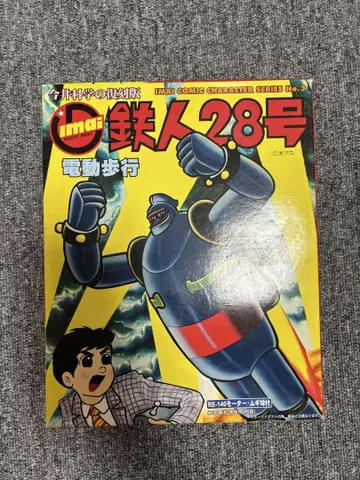 今井科学の復刻版
IMAI COMIC CHARACTER SERIES No.3
imai
鉄人28号
©光プロ
電動歩行
RE-140モーター・ムギ球付